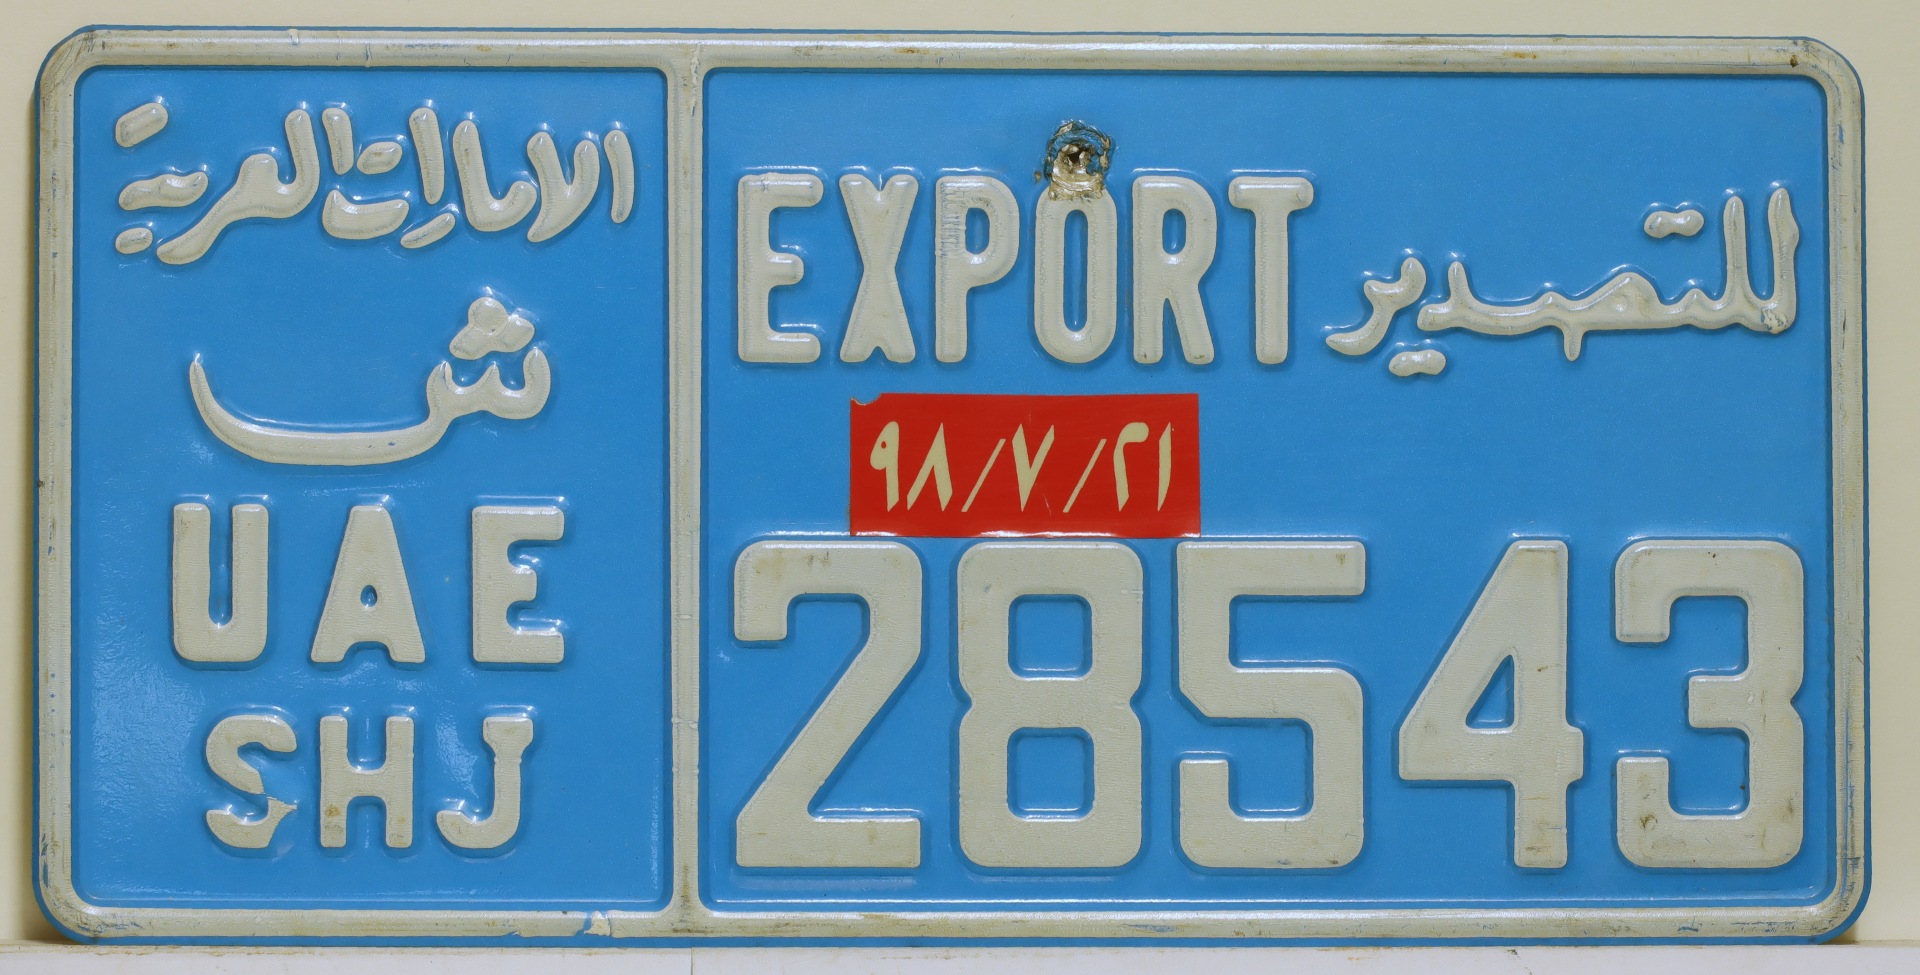 الامارات العربية
ش
UAE
SHJ
EXPORT للتصدير
٩٨/٧/٢١
28543